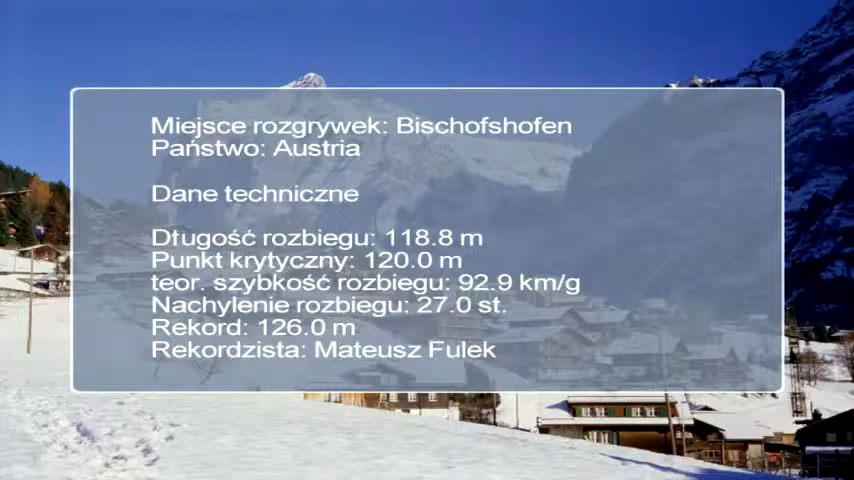 Miejsce rozgrywek: Bischofshofen
Państwo: Austria
Dane techniczne
Długość rozbiegu: 118.8 m
Punkt krytyczny: 120.0 m
teor. szybkość rozbiegu: 92.9 km/g
Nachylenie rozbiegu: 27.0 st.
Rekord: 126.0 m
Rekordzista: Mateusz Fulek